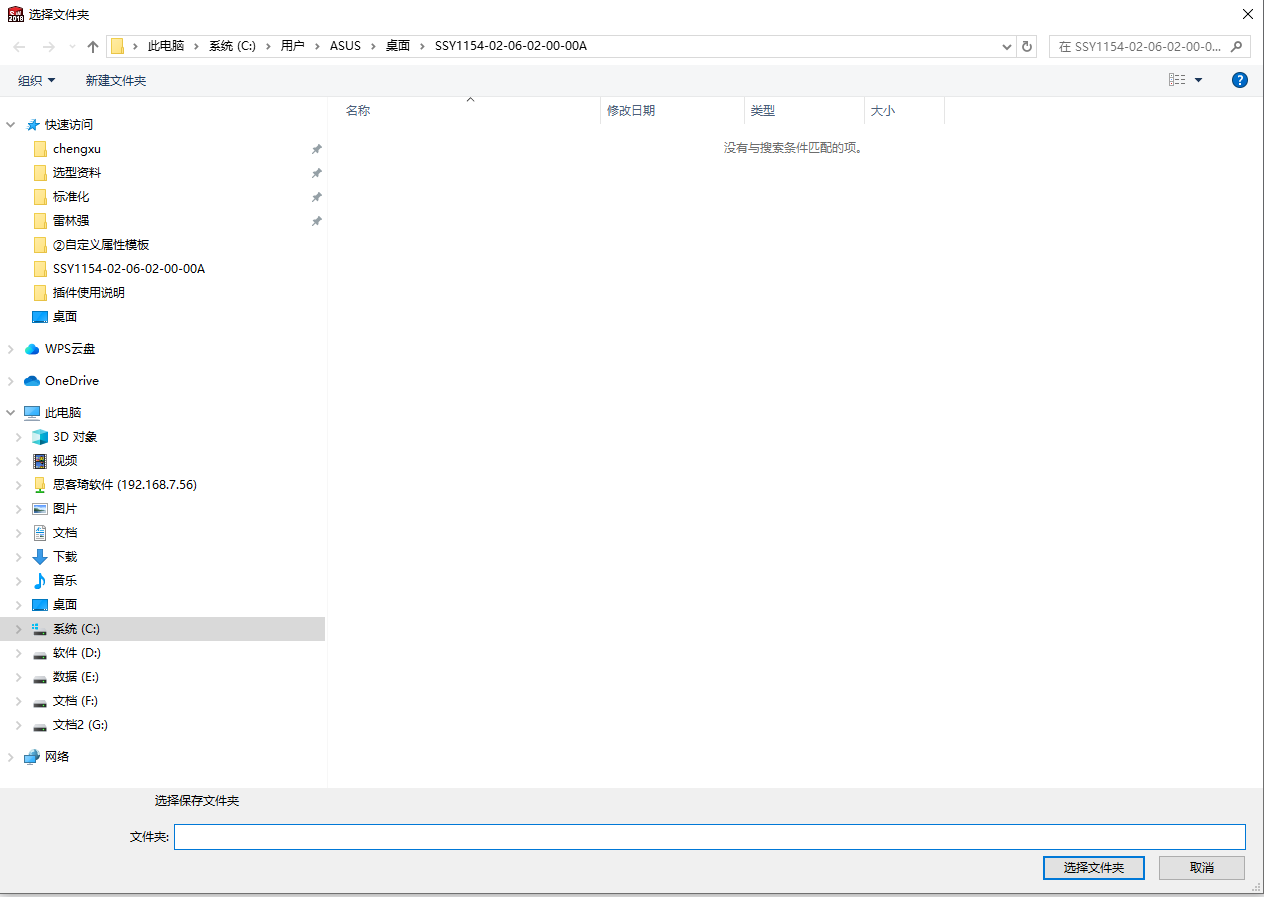 选择文件夹
此电脑 系统 (C:) 用户 ASUS 桌面 SSY1154-02-06-02-00-00A 在 SSY1154-02-06-02-00-0...
组织 新建文件夹
名称 修改日期 类型 大小
没有与搜索条件匹配的项。
快速访问
chengxu
选型资料
标准化
雷林强
②自定义属性模板
SSY1154-02-06-02-00-00A
插件使用说明
桌面
WPS云盘
OneDrive
此电脑
3D 对象
视频
思客琦软件 (192.168.7.56)
图片
文档
下载
音乐
桌面
系统 (C:)
软件 (D:)
数据 (E:)
文档 (F:)
文档2 (G:)
网络
选择保存文件夹
文件夹:
选择文件夹 取消